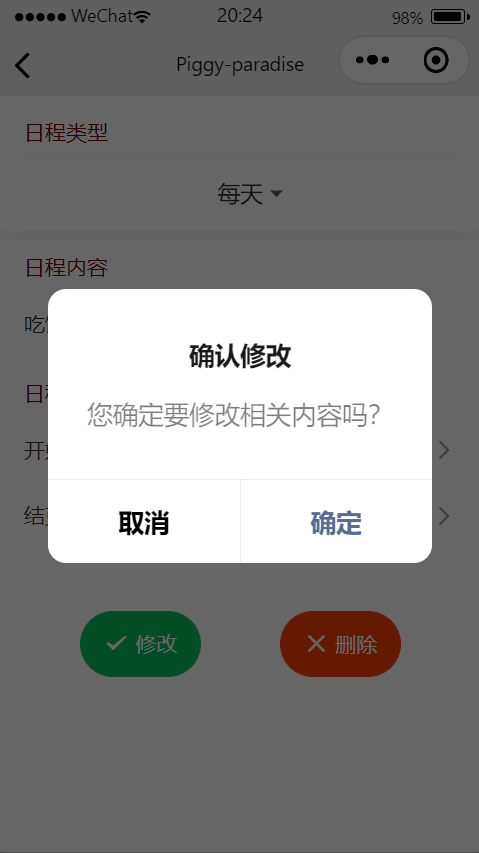 WeChat 20:24 98%
Piggy-paradise
日程类型
每天
日程内容
确认修改
您确定要修改相关内容吗？
取消 确定
修改 删除